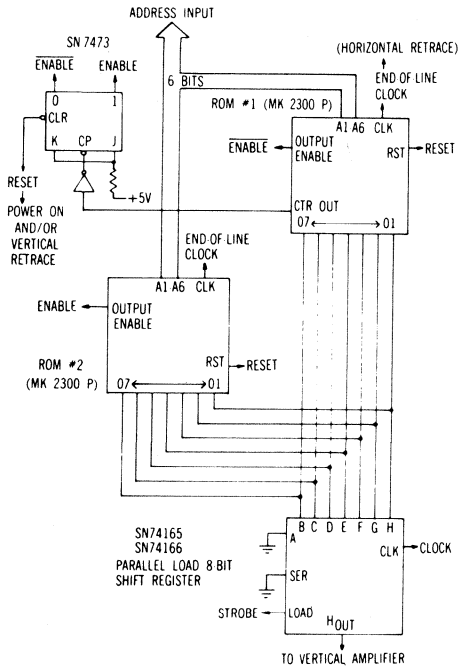 ADDRESS INPUT
SN 7473
ENABLE ENABLE
O I
CLR
K CP J
RESET
POWER ON
AND/OR
VERTICAL
RETRACE
+5V
6 BITS
(HORIZONTAL RETRACE)
END-OF-LINE
CLOCK
ROM #1 (MK 2300 P)
A1 A6 CLK
ENABLE
OUTPUT
ENABLE
RST
RESET
CTR OUT
07 01
END-OF-LINE
CLOCK
A1 A6 CLK
ENABLE
OUTPUT
ENABLE
ROM #2
(MK 2300 P)
RST
RESET
07 01
SN74165
SN74166
PARALLEL LOAD 8-BIT
SHIFT REGISTER
B C D E F G H
A
CLK
CLOCK
SER
STROBE
LOAD
HOUT
TO VERTICAL AMPLIFIER